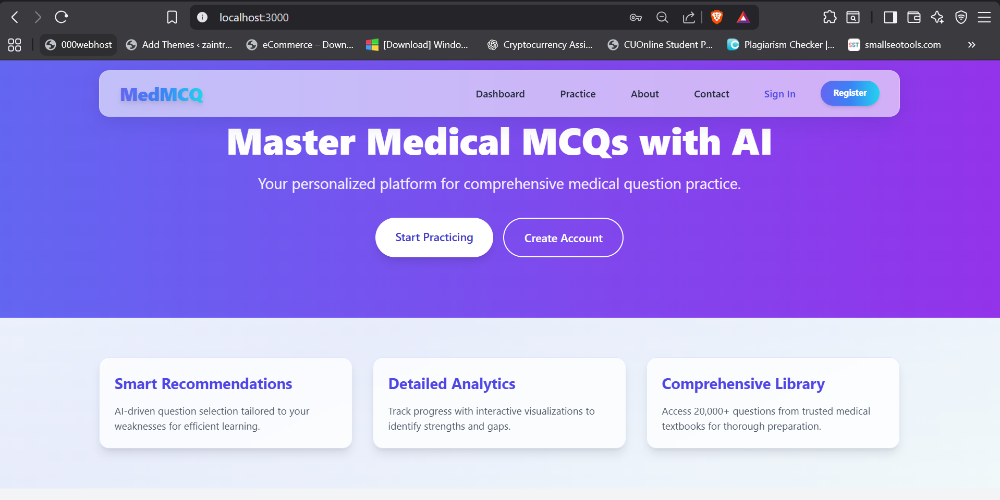 localhost:3000
000webhost
Add Themes ‹ zaintr...
eCommerce – Down...
[Download] Windo...
Cryptocurrency Assi...
CUOnline Student P...
Plagiarism Checker |...
SST
smallseotools.com
MedMCQ
Dashboard
Practice
About
Contact
Sign In
Register
Master Medical MCQs with AI
Your personalized platform for comprehensive medical question practice.
Start Practicing
Create Account
Smart Recommendations
AI-driven question selection tailored to your
weaknesses for efficient learning.
Detailed Analytics
Track progress with interactive visualizations to
identify strengths and gaps.
Comprehensive Library
Access 20,000+ questions from trusted medical
textbooks for thorough preparation.